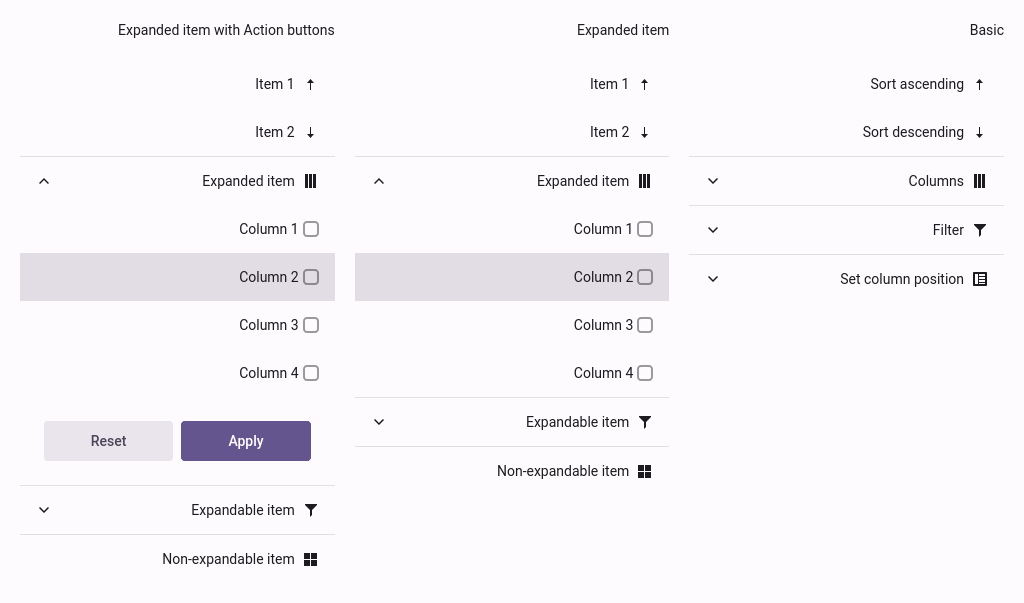 Basic
Sort ascending
Sort descending
Columns
Filter
Set column position
Expanded item
Item 1
Item 2
Expanded item
Column 1
Column 2
Column 3
Column 4
Expandable item
Non-expandable item
Expanded item with Action buttons
Item 1
Item 2
Expanded item
Column 1
Column 2
Column 3
Column 4
Apply
Reset
Expandable item
Non-expandable item